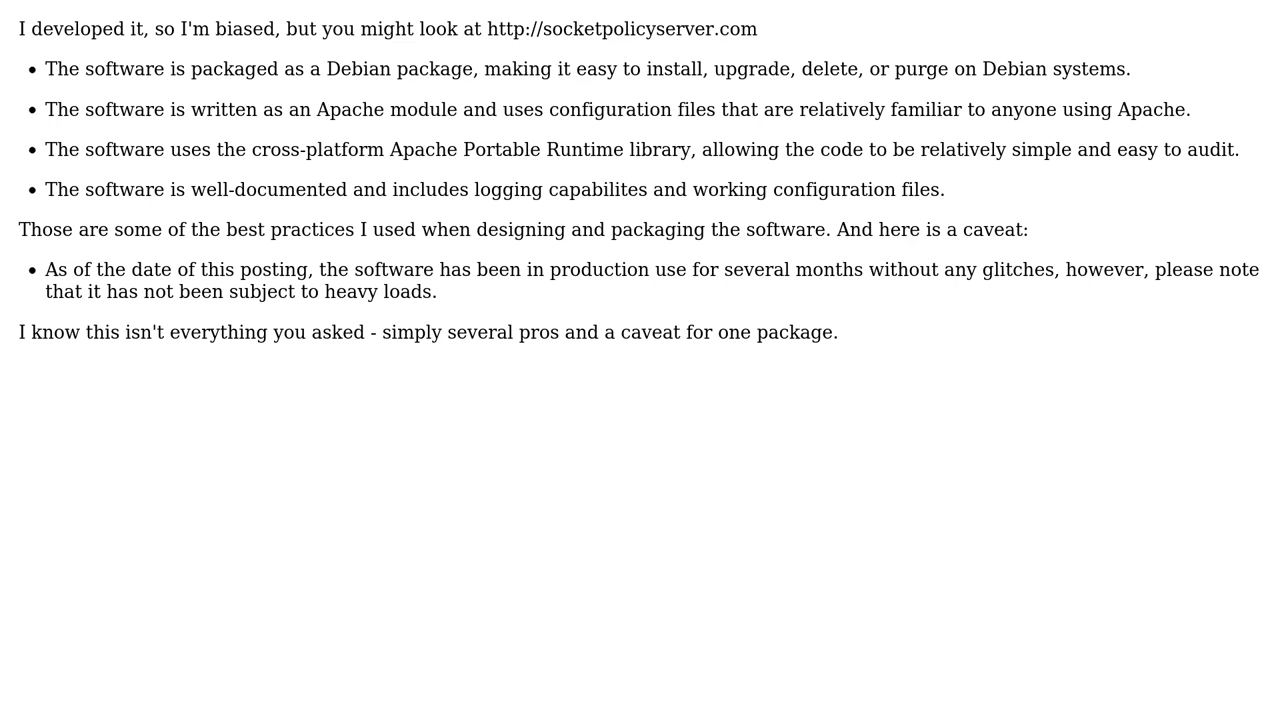 I developed it, so I'm biased, but you might look at http://socketpolicyserver.com
• The software is packaged as a Debian package, making it easy to install, upgrade, delete, or purge on Debian systems.
• The software is written as an Apache module and uses configuration files that are relatively familiar to anyone using Apache.
• The software uses the cross-platform Apache Portable Runtime library, allowing the code to be relatively simple and easy to audit.
• The software is well-documented and includes logging capabilites and working configuration files.
Those are some of the best practices I used when designing and packaging the software. And here is a caveat:
• As of the date of this posting, the software has been in production use for several months without any glitches, however, please note
that it has not been subject to heavy loads.
I know this isn't everything you asked - simply several pros and a caveat for one package.